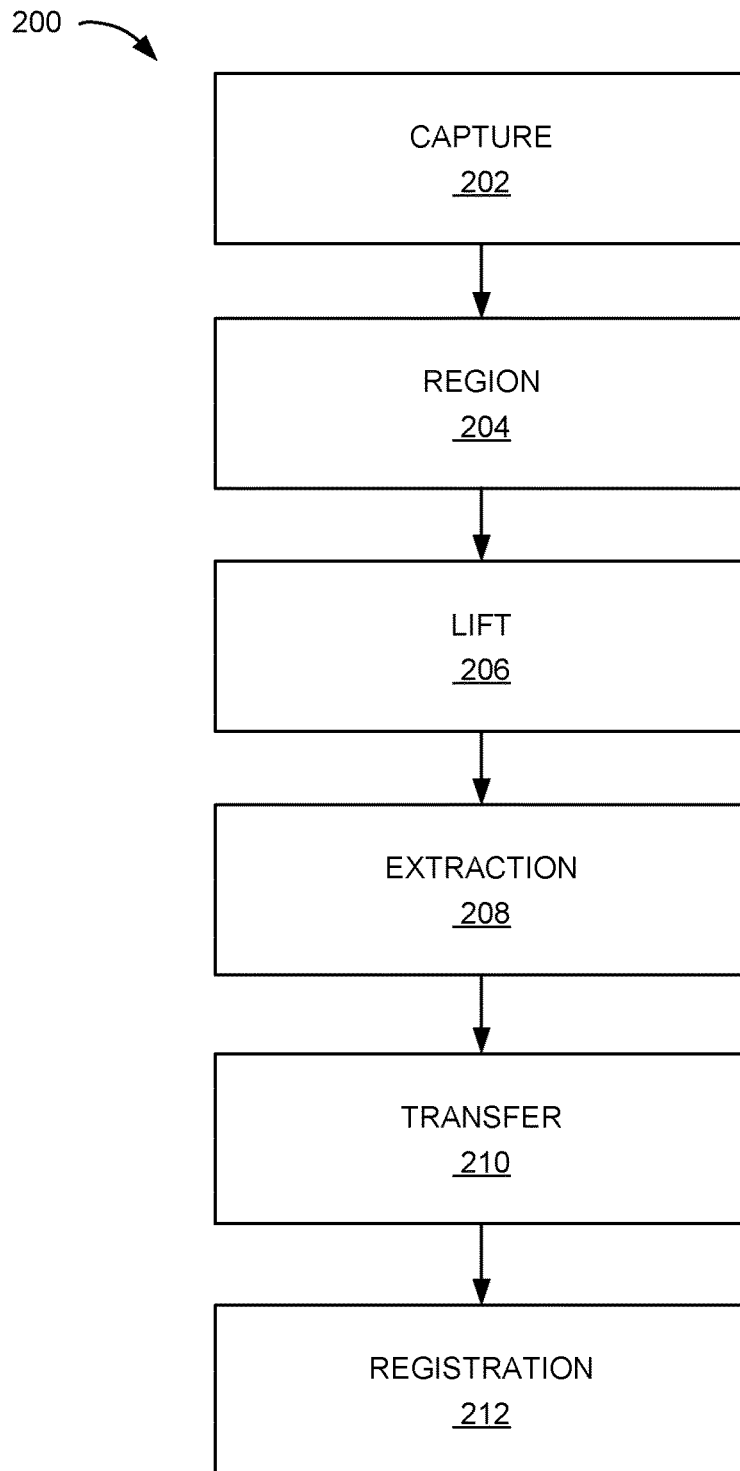 200
CAPTURE
202
REGION
204
LIFT
206
EXTRACTION
208
TRANSFER
210
REGISTRATION
212